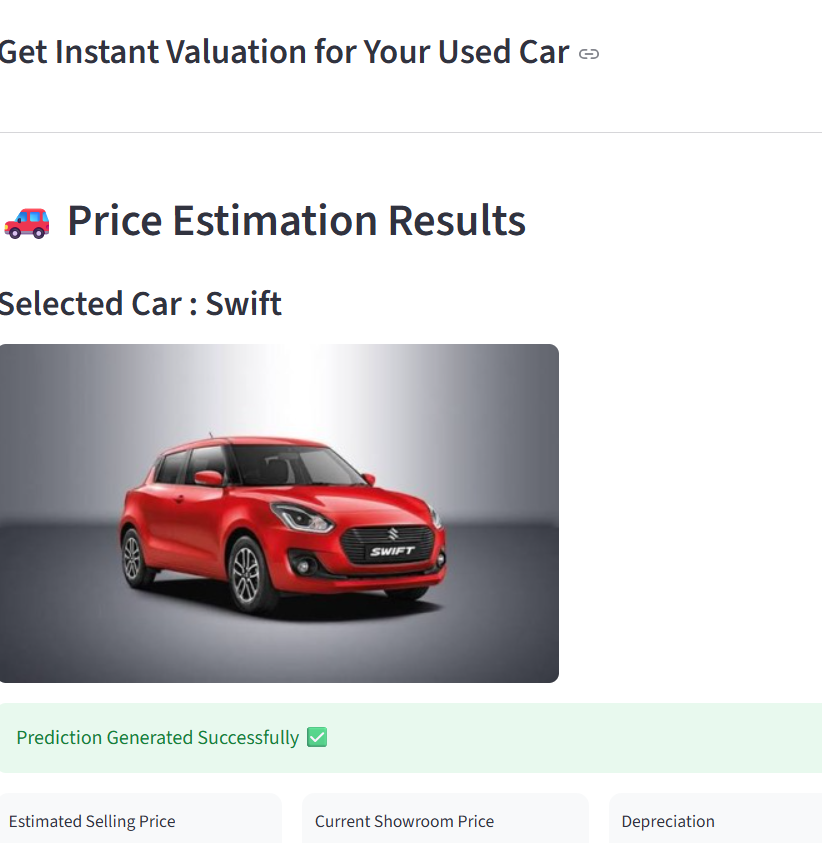 Get Instant Valuation for Your Used Car
Price Estimation Results
Selected Car : Swift
SWIFT
Prediction Generated Successfully ✅
Estimated Selling Price
Current Showroom Price
Depreciation